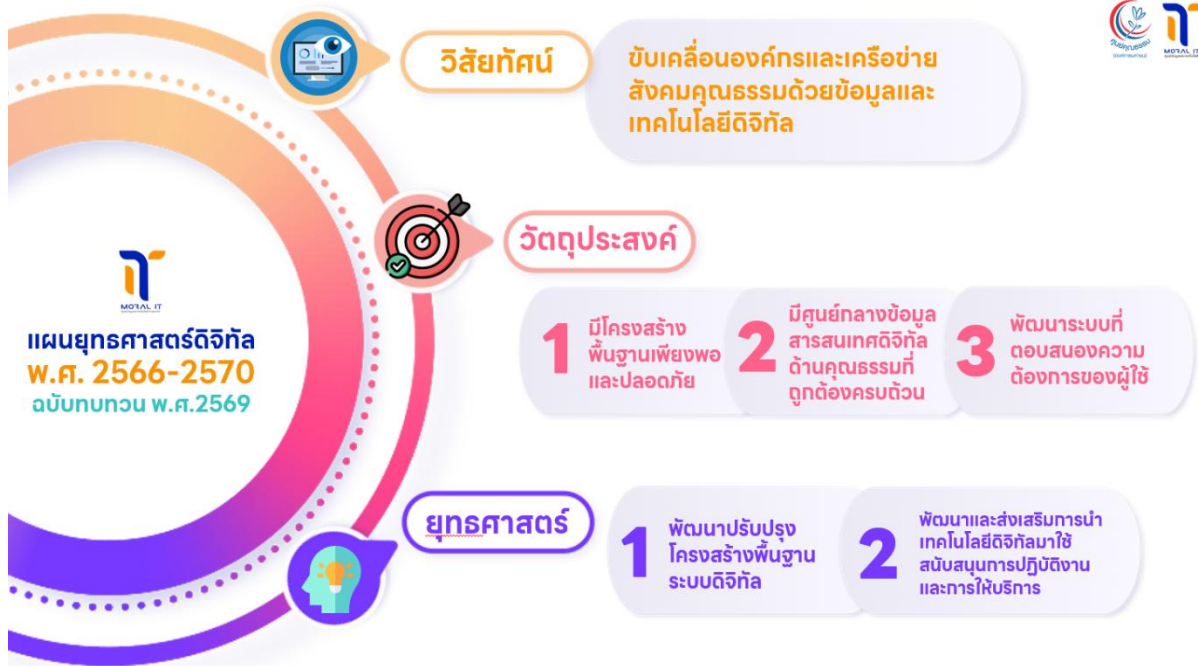 ศูนย์คุณธรรม
MORAL IT
วิสัยทัศน์
ขับเคลื่อนองค์กรและเครือข่าย
สังคมคุณธรรมด้วยข้อมูลและ
เทคโนโลยีดิจิทัล
วัตถุประสงค์
1
มีโครงสร้าง
พื้นฐานเพียงพอ
และปลอดภัย
2
มีศูนย์กลางข้อมูล
สารสนเทศดิจิทัล
ด้านคุณธรรมที่
ถูกต้องครบถ้วน
3
พัฒนาระบบที่
ตอบสนองความ
ต้องการของผู้ใช้
MORAL IT
แผนยุทธศาสตร์ดิจิทัล
พ.ศ. 2566-2570
ฉบับทบทวน พ.ศ.2569
ยุทธศาสตร์
1
พัฒนาปรับปรุง
โครงสร้างพื้นฐาน
ระบบดิจิทัล
2
พัฒนาและส่งเสริมการนำ
เทคโนโลยีดิจิทัลมาใช้
สนับสนุนการปฏิบัติงาน
และการให้บริการ